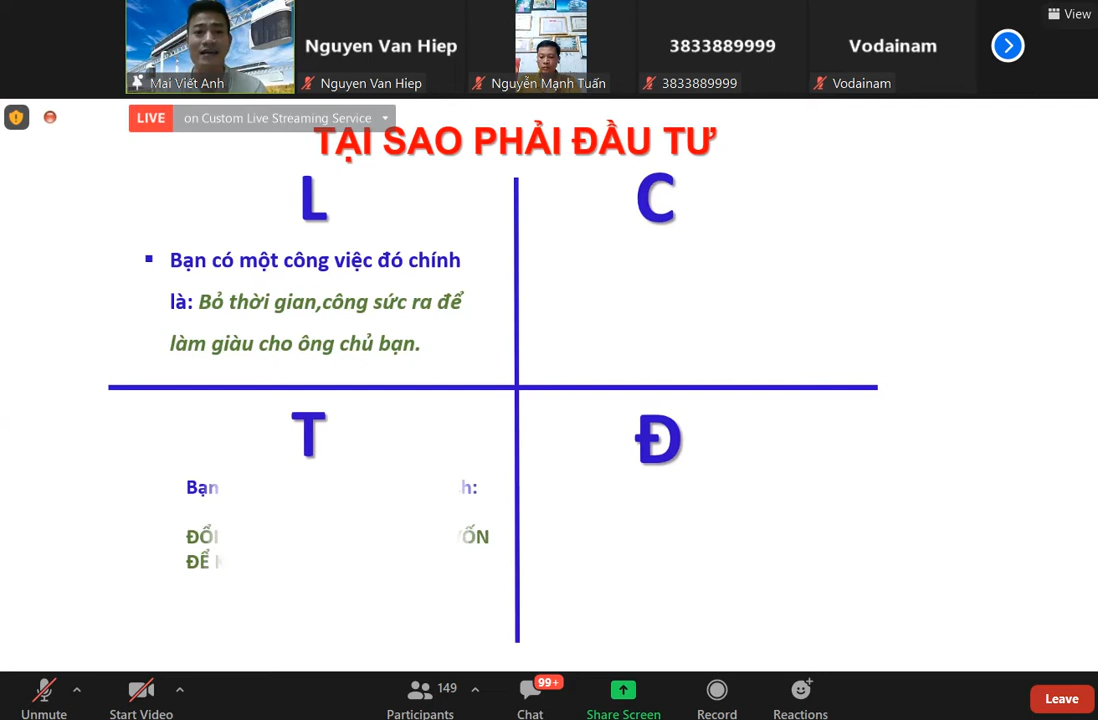 Nguyen Van Hiep
3833889999
Vodainam
View
Mai Viết Anh
Nguyen Van Hiep
Nguyễn Mạnh Tuấn
3833889999
Vodainam
LIVE on Custom Live Streaming Service
TẠI SAO PHẢI ĐẦU TƯ
L
C
Bạn có một công việc đó chính
là: Bỏ thời gian,công sức ra để
làm giàu cho ông chủ bạn.
T
Đ
Bạn
ĐỂ
Unmute
Start Video
149
Participants
99+
Chat
Share Screen
Record
Reactions
Leave